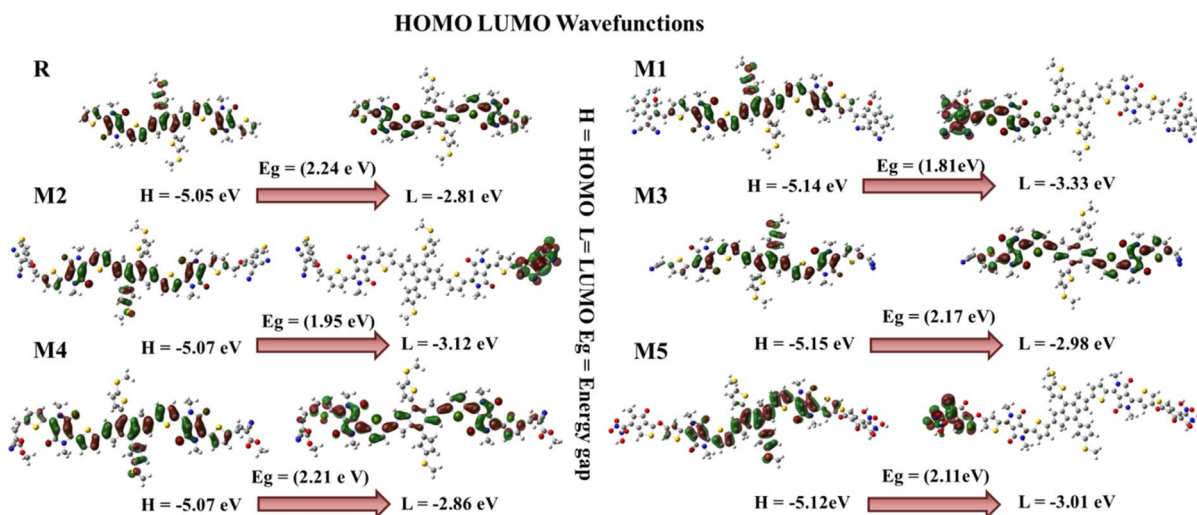 HOMO LUMO Wavefunctions
R
Eg = (2.24 e V)
H = -5.05 eV
L = -2.81 eV
M2
Eg = (1.95 eV)
H = -5.07 eV
L = -3.12 eV
M4
Eg = (2.21 e V)
H = -5.07 eV
L = -2.86 eV
H = HOMO L= LUMO Eg = Energy gap
M1
Eg = (1.81eV)
H = -5.14 eV
L = -3.33 eV
M3
Eg = (2.17 eV)
H = -5.15 eV
L = -2.98 eV
M5
Eg = (2.11eV)
H = -5.12eV
L = -3.01 eV